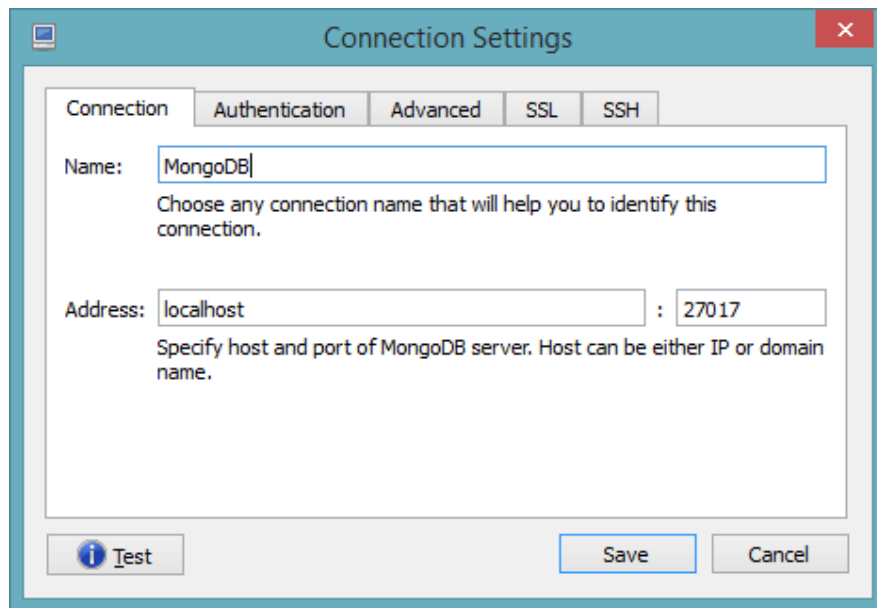 Connection Settings
Connection Authentication Advanced SSL SSH
Name: MongoDB
Choose any connection name that will help you to identify this
connection.
Address: localhost : 27017
Specify host and port of MongoDB server. Host can be either IP or domain
name.
Test Save Cancel